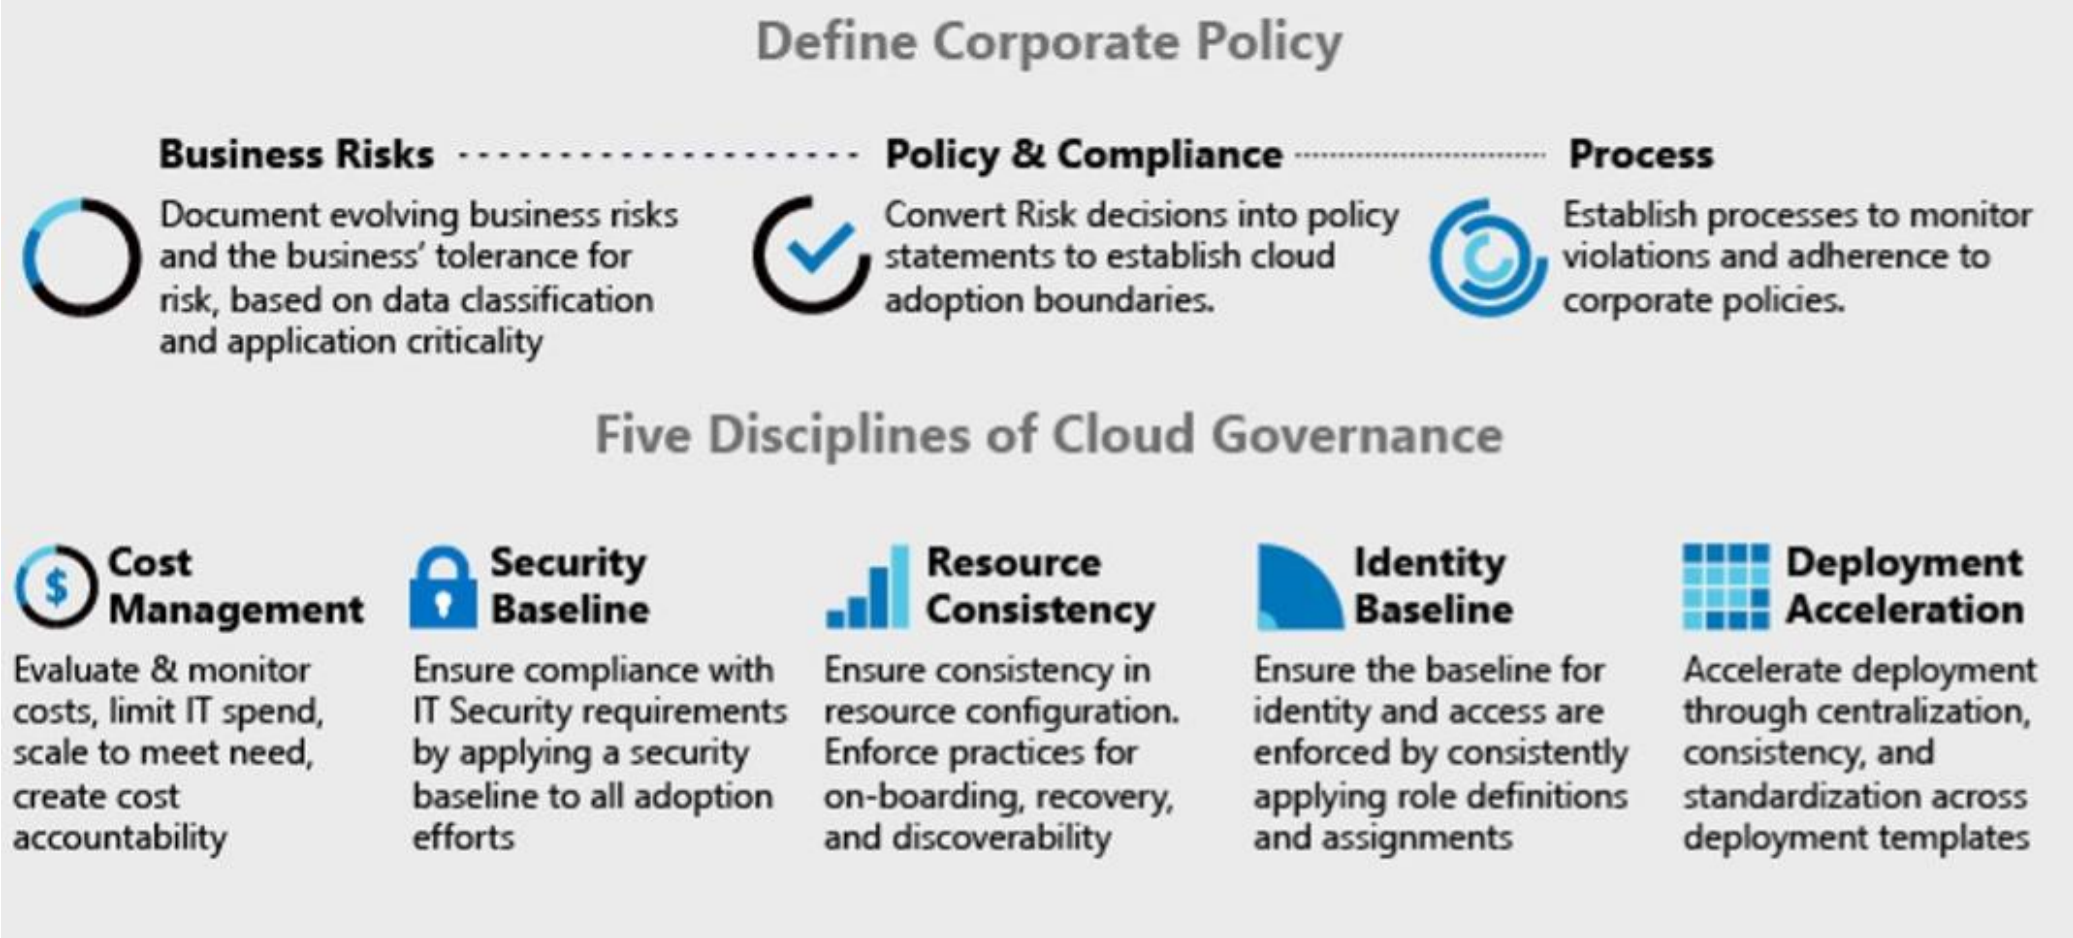 Define Corporate Policy
Business Risks
Document evolving business risks
and the business’ tolerance for
risk, based on data classification
and application criticality
Policy & Compliance
Convert Risk decisions into policy
statements to establish cloud
adoption boundaries.
Process
Establish processes to monitor
violations and adherence to
corporate policies.
Five Disciplines of Cloud Governance
$
Cost
Management
Evaluate & monitor
costs, limit IT spend,
scale to meet need,
create cost
accountability
Security
Baseline
Ensure compliance with
IT Security requirements
by applying a security
baseline to all adoption
efforts
Resource
Consistency
Ensure consistency in
resource configuration.
Enforce practices for
on-boarding, recovery,
and discoverability
Identity
Baseline
Ensure the baseline for
identity and access are
enforced by consistently
applying role definitions
and assignments
Deployment
Acceleration
Accelerate deployment
through centralization,
consistency, and
standardization across
deployment templates